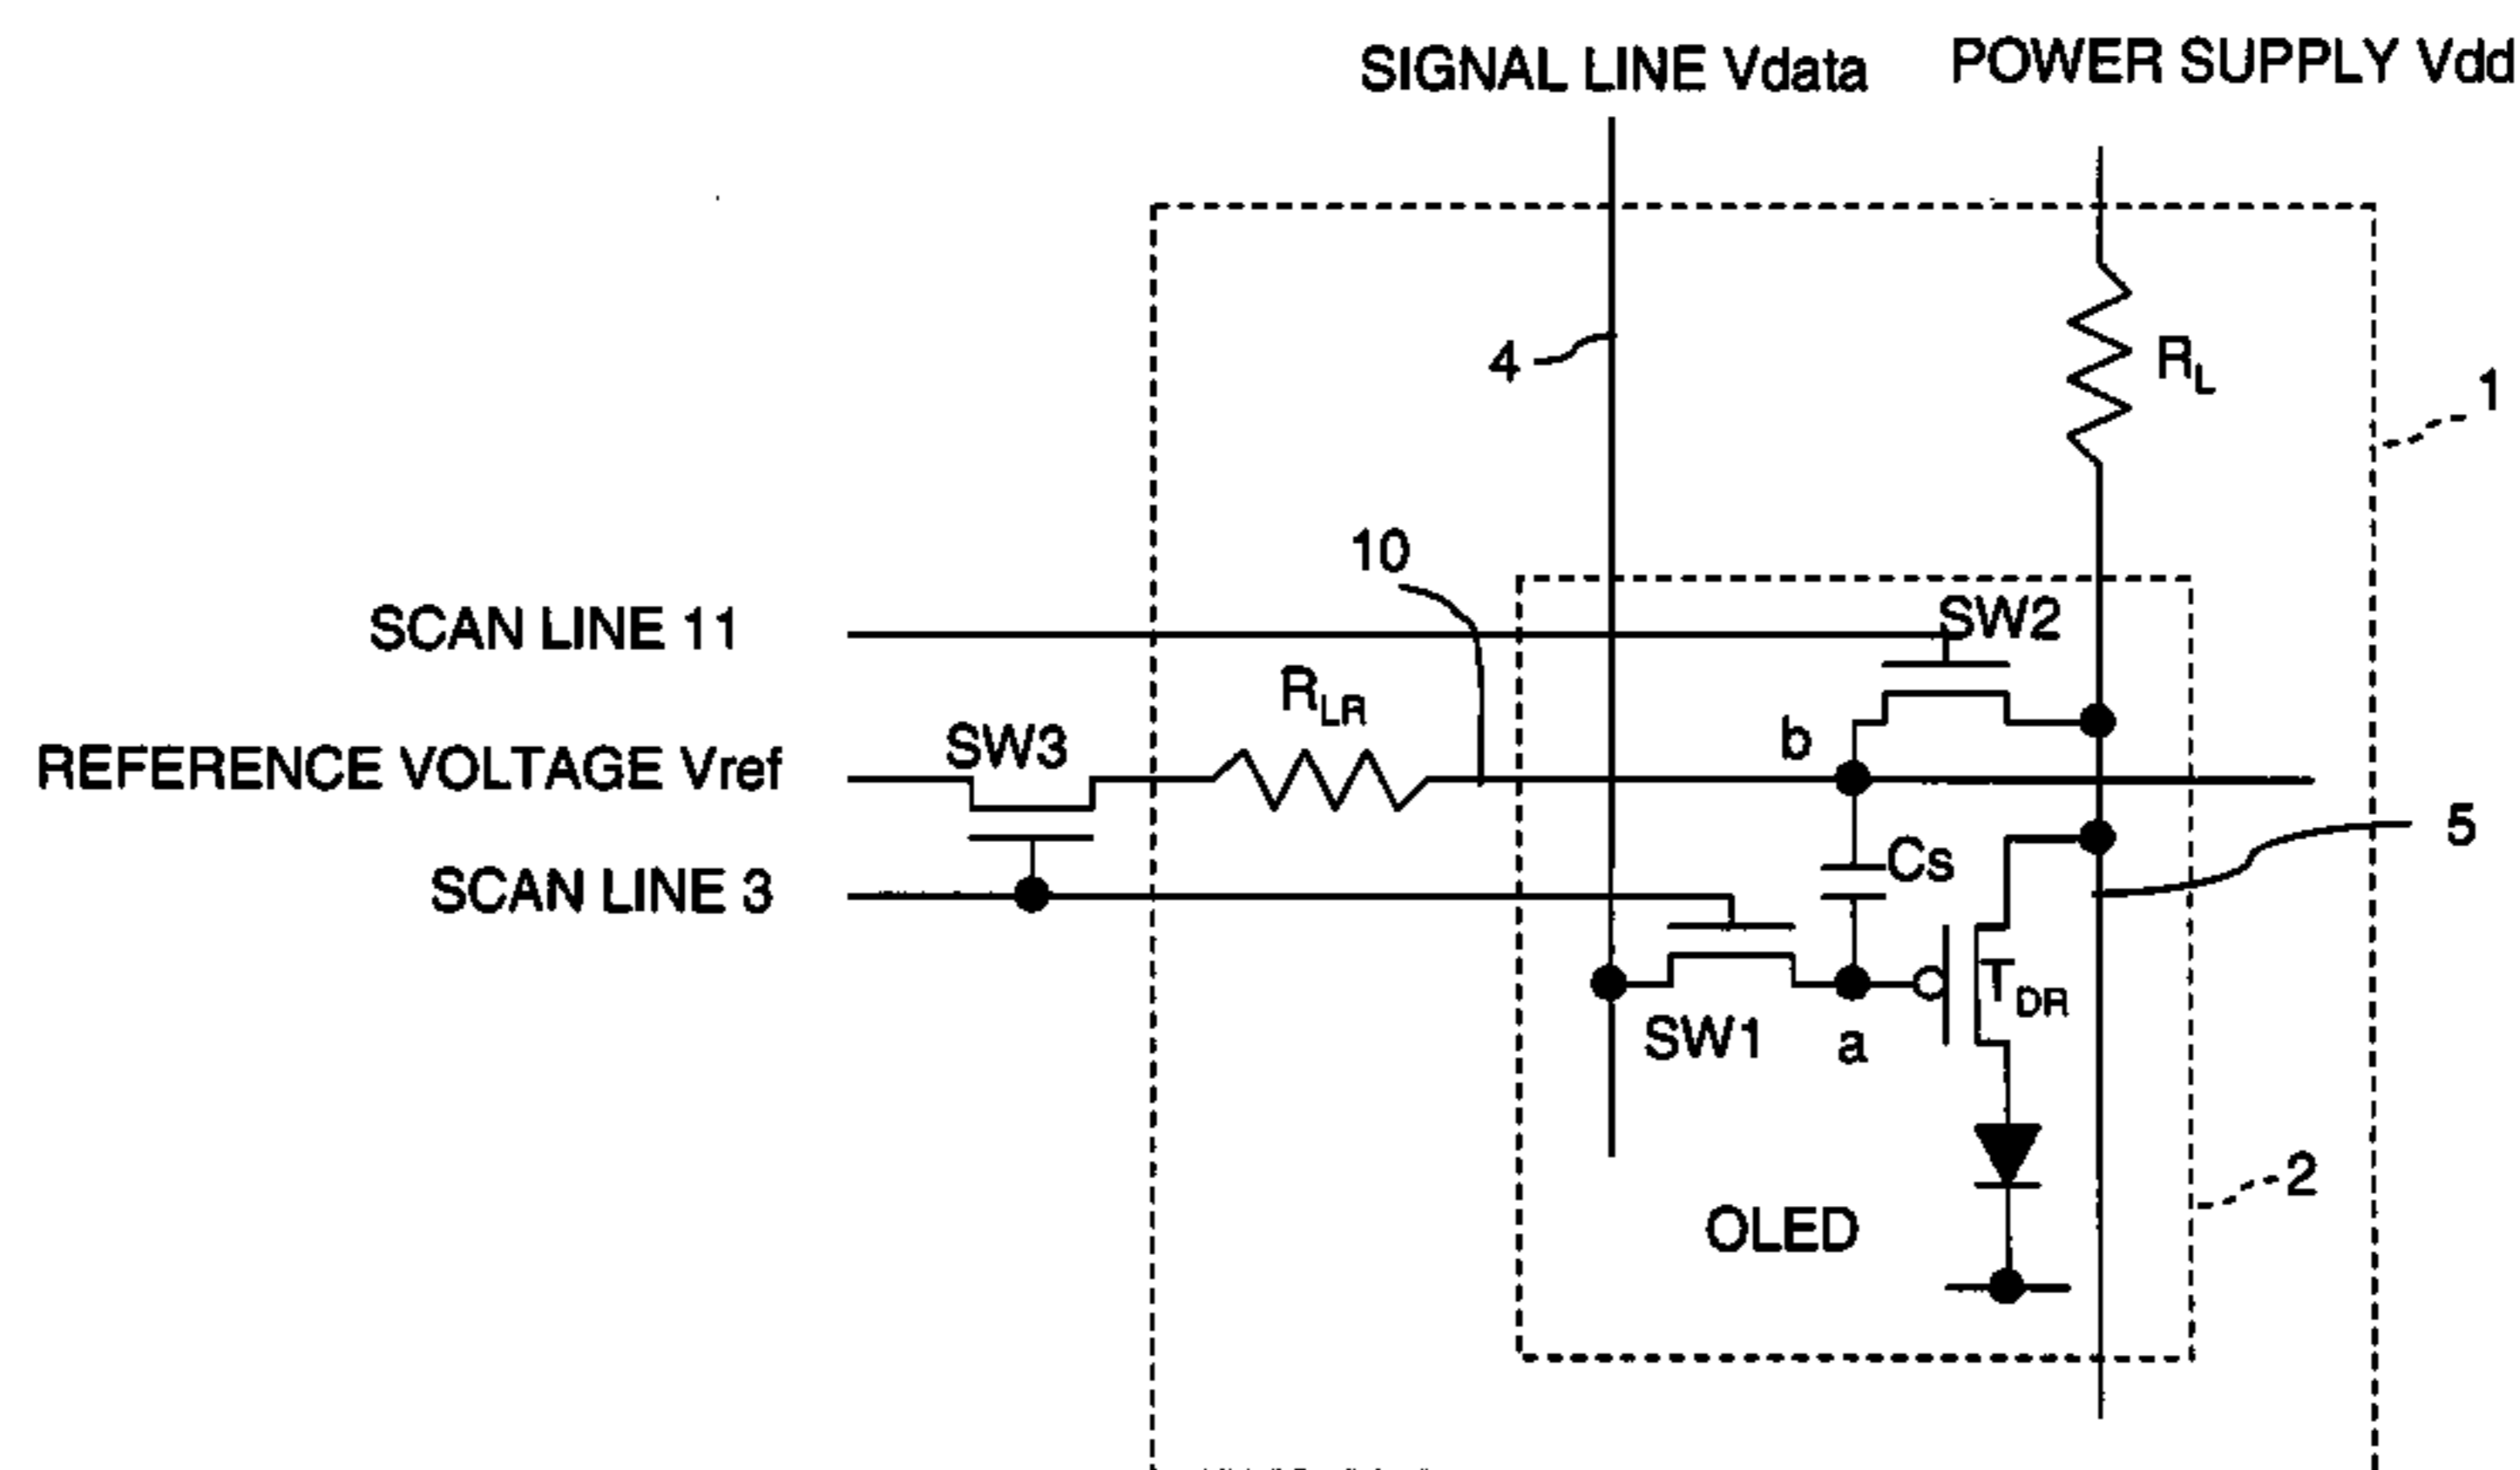 SIGNAL LINE Vdata
POWER SUPPLY Vdd
4
RL
1
10
SCAN LINE 11
SW2
RLR
REFERENCE VOLTAGE Vref
SW3
b
5
SCAN LINE 3
Cs
TDR
SW1
a
2
OLED